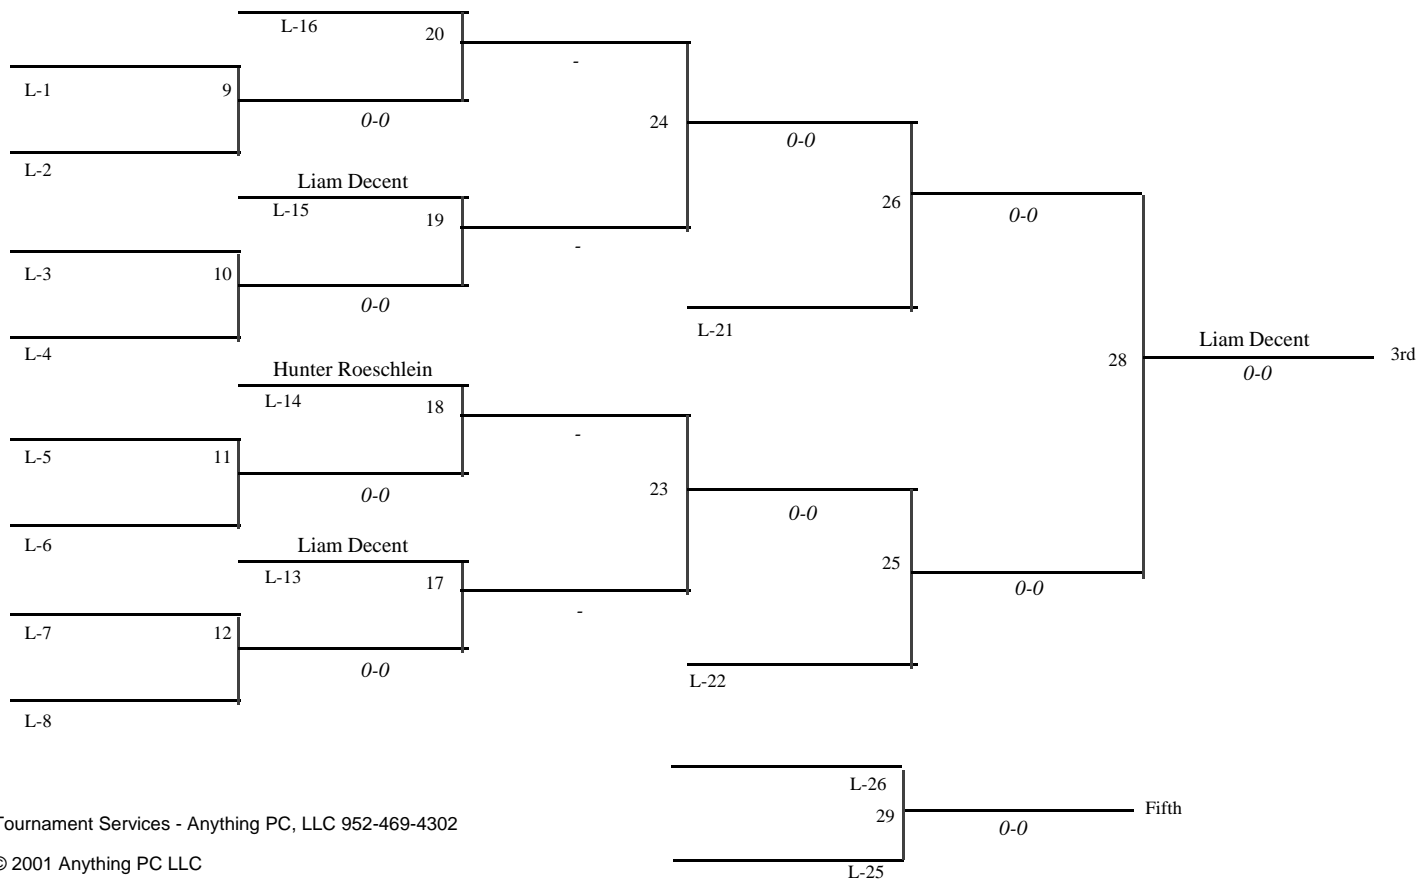 L-16 20
-
L-1 9
0-0
24
0-0
L-2
Liam Decent
L-15 19
26
0-0
-
L-3 10
0-0
L-21
L-4
Liam Decent
28
3rd
0-0
Hunter Roeschlein
L-14 18
-
L-5 11
0-0
23
0-0
L-6
Liam Decent
L-13 17
25
0-0
-
L-7 12
0-0
L-22
L-8
L-26
29
Fifth
0-0
L-25
Tournament Services - Anything PC, LLC 952-469-4302
© 2001 Anything PC LLC